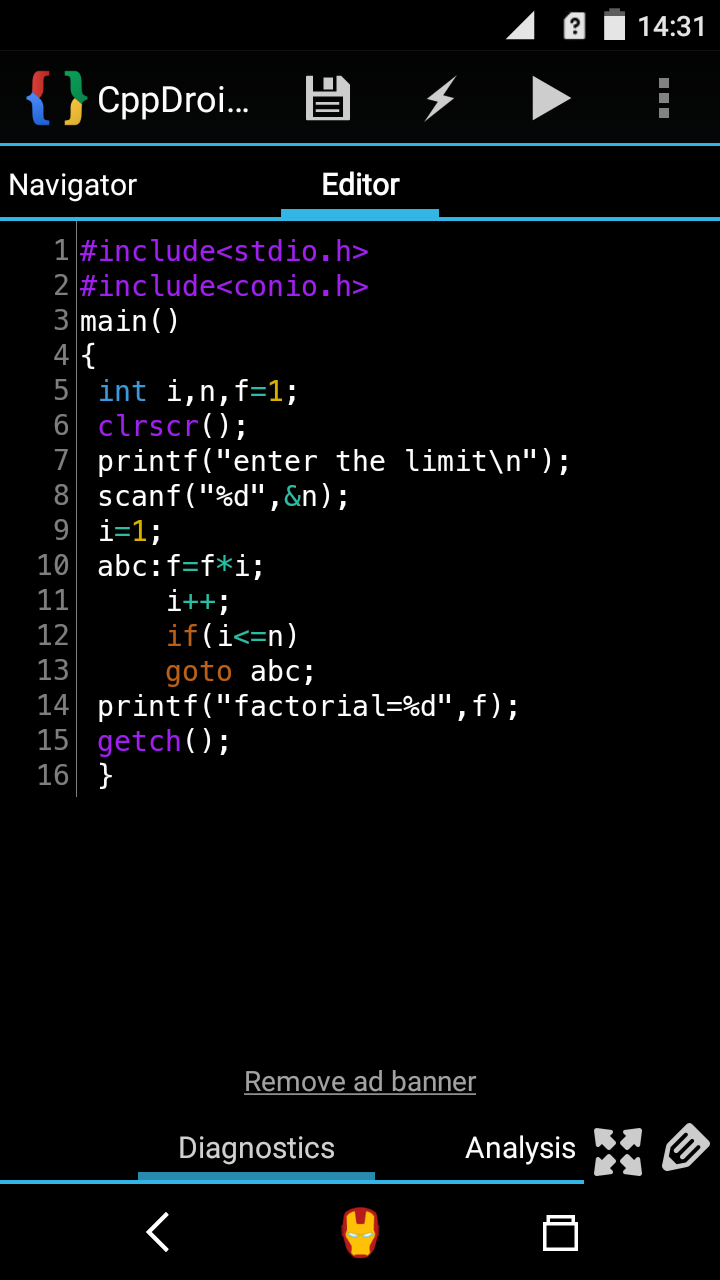 14:31
CppDroi...
Navigator Editor
1 #include<stdio.h>
2 #include<conio.h>
3 main()
4 {
5  int i,n,f=1;
6  clrscr();
7  printf("enter the limit\n");
8  scanf("%d",&n);
9  i=1;
10  abc:f=f*i;
11      i++;
12      if(i<=n)
13      goto abc;
14  printf("factorial=%d",f);
15  getch();
16  }
Remove ad banner
Diagnostics Analysis